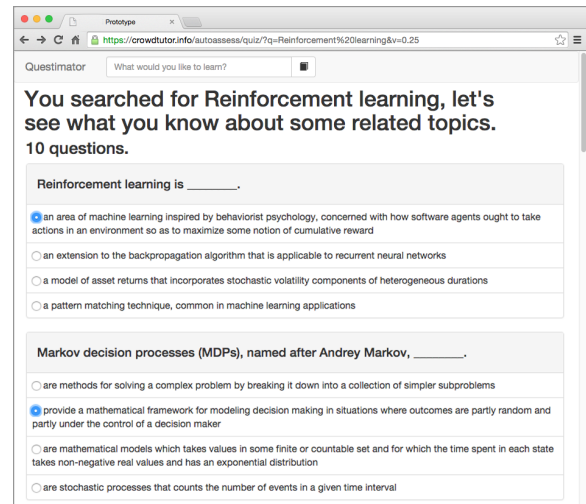 Prototype
https://crowdtutor.info/autoassess/quiz/?q=Reinforcement%20learning&v=0.25
Questimator
What would you like to learn?
You searched for Reinforcement learning, let's
see what you know about some related topics.
10 questions.
Reinforcement learning is ________.
an area of machine learning inspired by behaviorist psychology, concerned with how software agents ought to take
actions in an environment so as to maximize some notion of cumulative reward
an extension to the backpropagation algorithm that is applicable to recurrent neural networks
a model of asset returns that incorporates stochastic volatility components of heterogeneous durations
a pattern matching technique, common in machine learning applications
Markov decision processes (MDPs), named after Andrey Markov, ________.
are methods for solving a complex problem by breaking it down into a collection of simpler subproblems
provide a mathematical framework for modeling decision making in situations where outcomes are partly random and
partly under the control of a decision maker
are mathematical models which takes values in some finite or countable set and for which the time spent in each state
takes non-negative real values and has an exponential distribution
are stochastic processes that counts the number of events in a given time interval